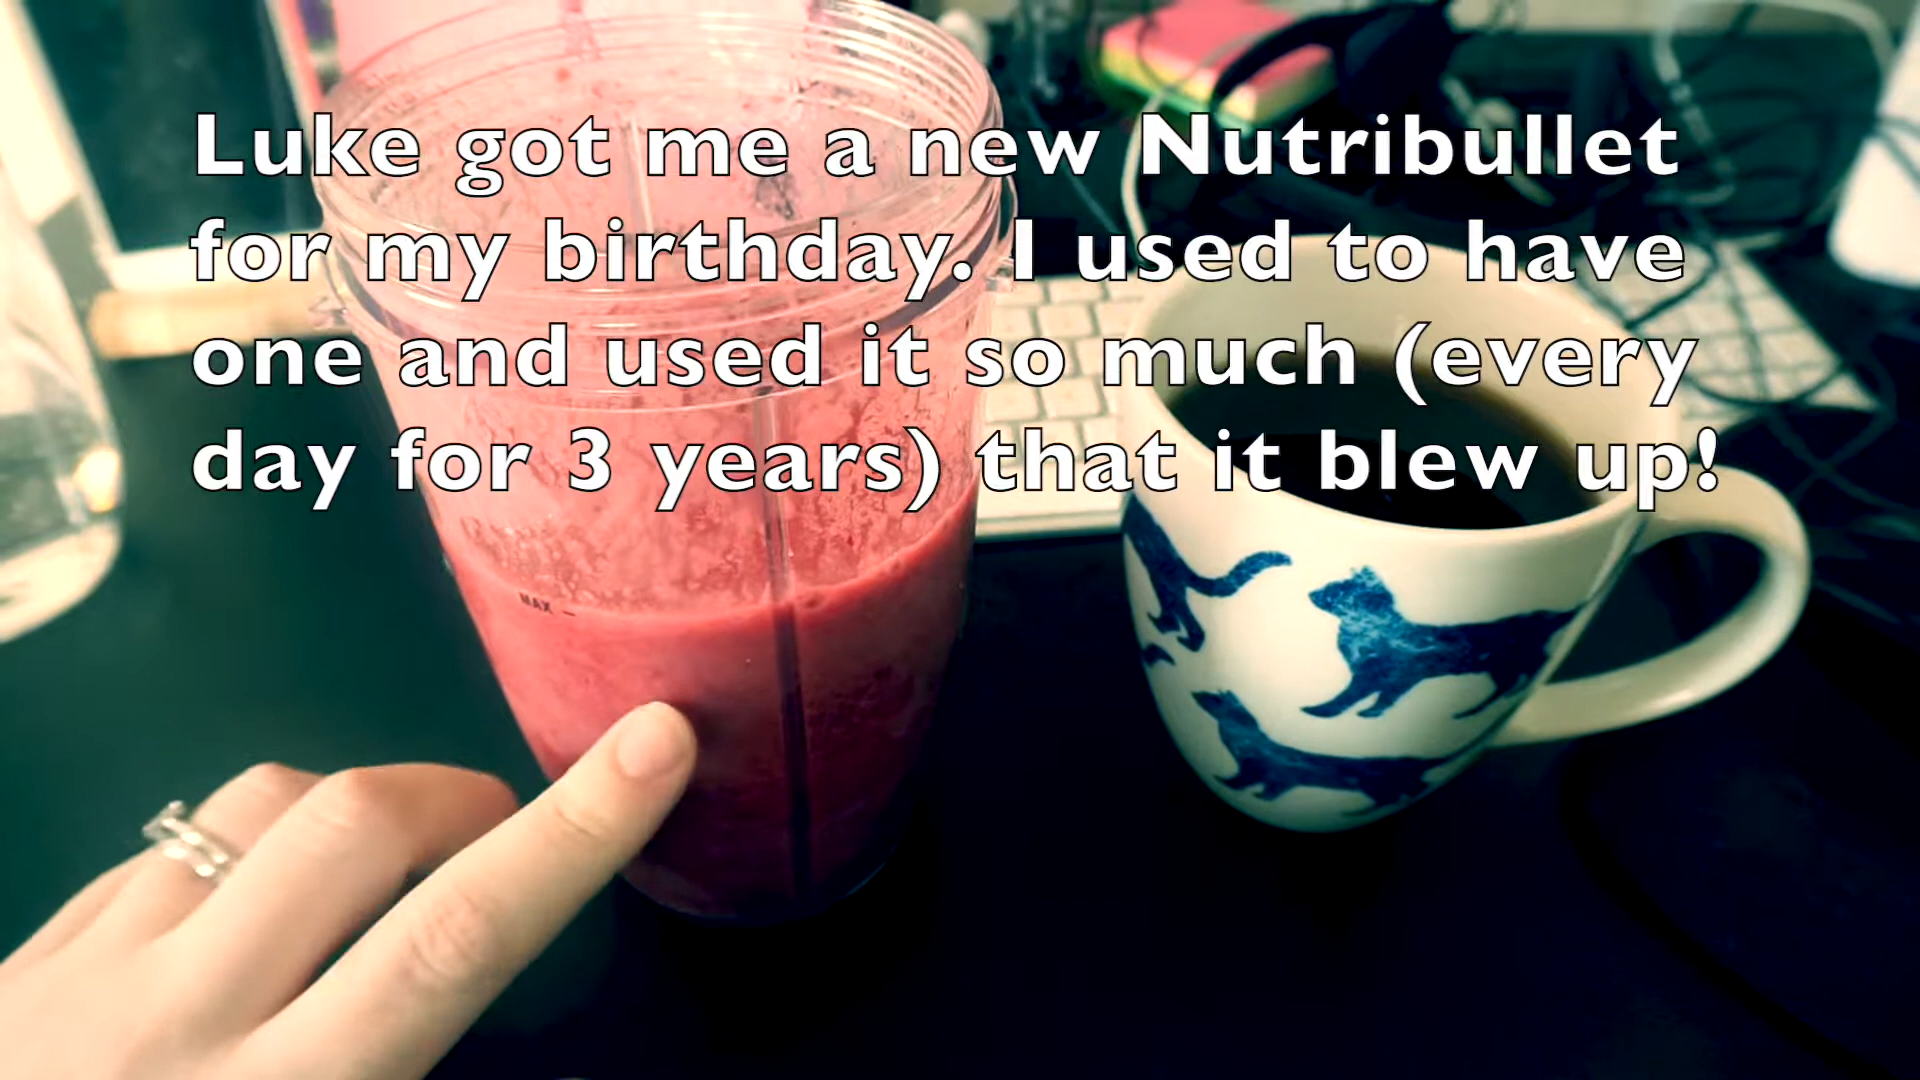 Luke got me a new Nutribullet
for my birthday. I used to have
one and used it so much (every
day for 3 years) that it blew up!
MAX